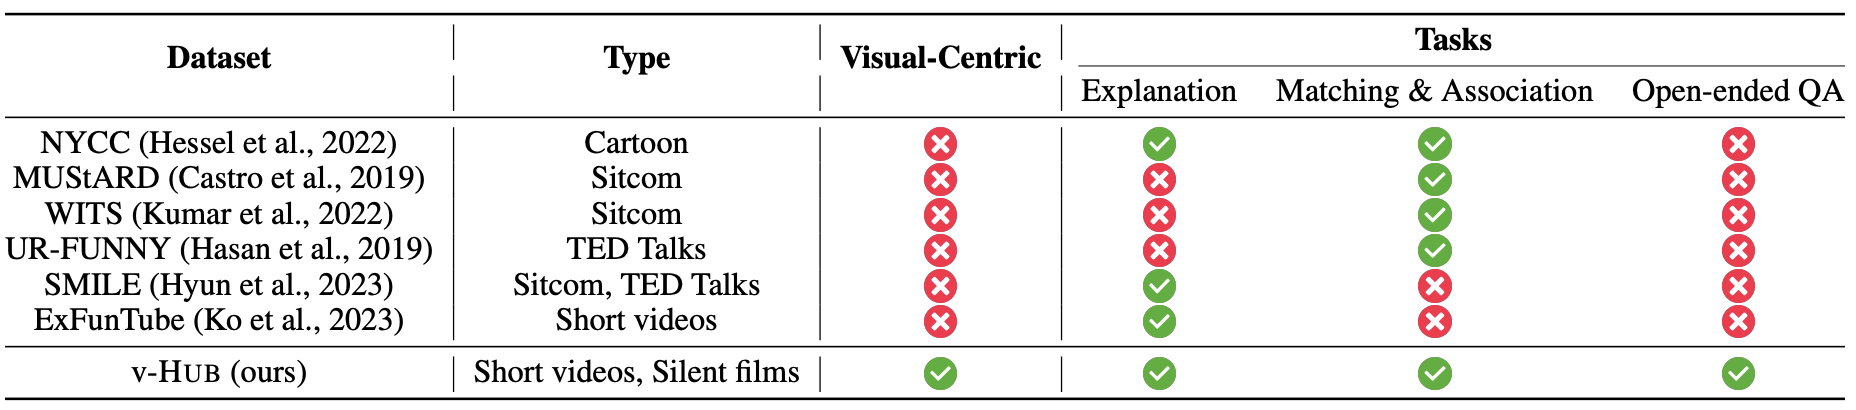 Dataset Type Visual-Centric Tasks
Explanation Matching & Association Open-ended QA
NYCC (Hessel et al., 2022) Cartoon
MUStARD (Castro et al., 2019) Sitcom
WITS (Kumar et al., 2022) Sitcom
UR-FUNNY (Hasan et al., 2019) TED Talks
SMILE (Hyun et al., 2023) Sitcom, TED Talks
ExFunTube (Ko et al., 2023) Short videos
v-HUB (ours) Short videos, Silent films